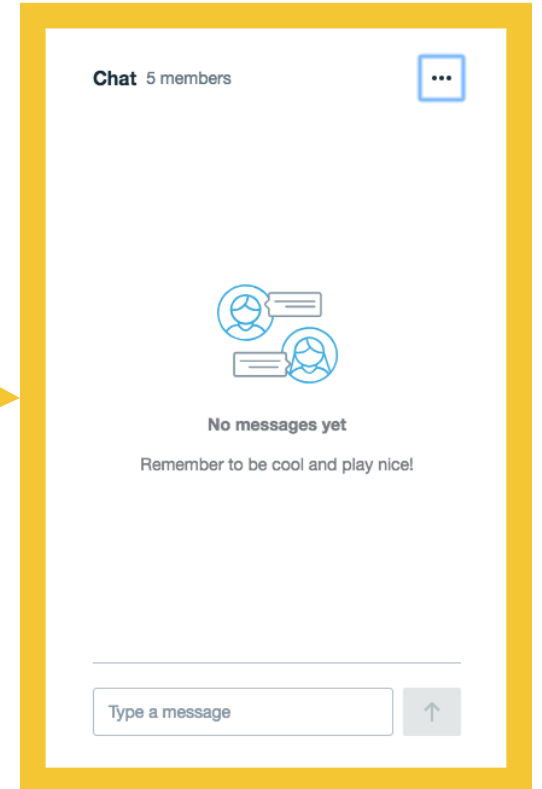 Chat 5 members
No messages yet
Remember to be cool and play nice!
Type a message